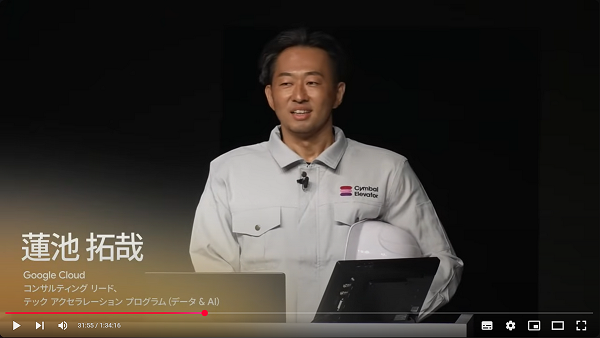 Cymbal
Elevator
蓮池 拓哉
Google Cloud
コンサルティング リード、
テック アクセラレーション プログラム (データ & AI)
31:55 / 1:34:16